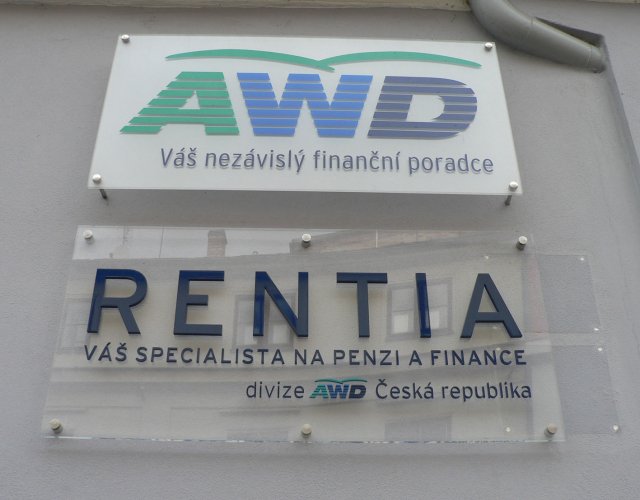 AWD
Váš nezávislý finanční poradce
RENTIA
VÁŠ SPECIALISTA NA PENZI A FINANCE
divize AWD Česká republika